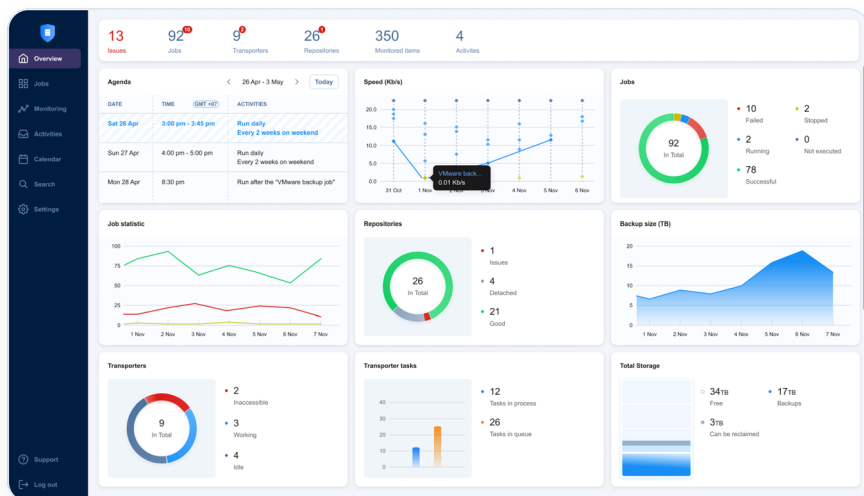 Overview
Jobs
Monitoring
Activities
Calendar
Search
Settings
Support
Log out
13
Issues
92 10
Jobs
9 2
Transporters
26 1
Repositories
350
Monitored items
4
Activites
Agenda
26 Apr - 3 May
Today
DATE TIME GMT +07 ACTIVITIES
Sat 26 Apr 3:00 pm - 3:45 pm Run daily
Every 2 weeks on weekend
Sun 27 Apr 4:00 pm - 5:00 pm Run daily
Every 2 weeks on weekend
Mon 28 Apr 8:30 pm Run after the "VMware backup job"
Speed (Kb/s)
20.0
15.0
10.0
5.0
0.0
VMware back...
0.01 Kb/s
31 Oct 1 Nov 2 Nov 3 Nov 4 Nov 5 Nov 6 Nov
Jobs
92
In Total
10
Failed
2
Stopped
2
Running
0
Not executed
78
Successful
Job statistic
100
75
50
25
0
1 Nov 2 Nov 3 Nov 4 Nov 5 Nov 6 Nov 7 Nov
Repositories
26
In Total
1
Issues
4
Detached
21
Good
Backup size (TB)
20
15
10
5
0
1 Nov 2 Nov 3 Nov 4 Nov 5 Nov 6 Nov 7 Nov
Transporters
9
In Total
2
Inaccessible
3
Working
4
Idle
Transporter tasks
40
30
20
10
0
12
Tasks in process
26
Tasks in queue
Total Storage
34TB
Free
17TB
Backups
3TB
Can be reclaimed